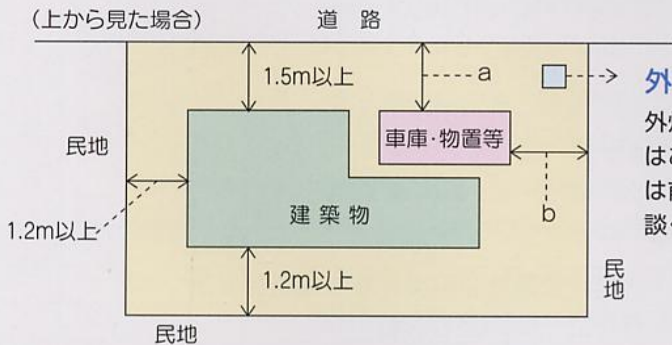 (上から見た場合)
道路
1.5m以上
a
外
車庫・物置等
外
民地
は
は
談
1.2m以上
建築物
b
1.2m以上
民地
民地